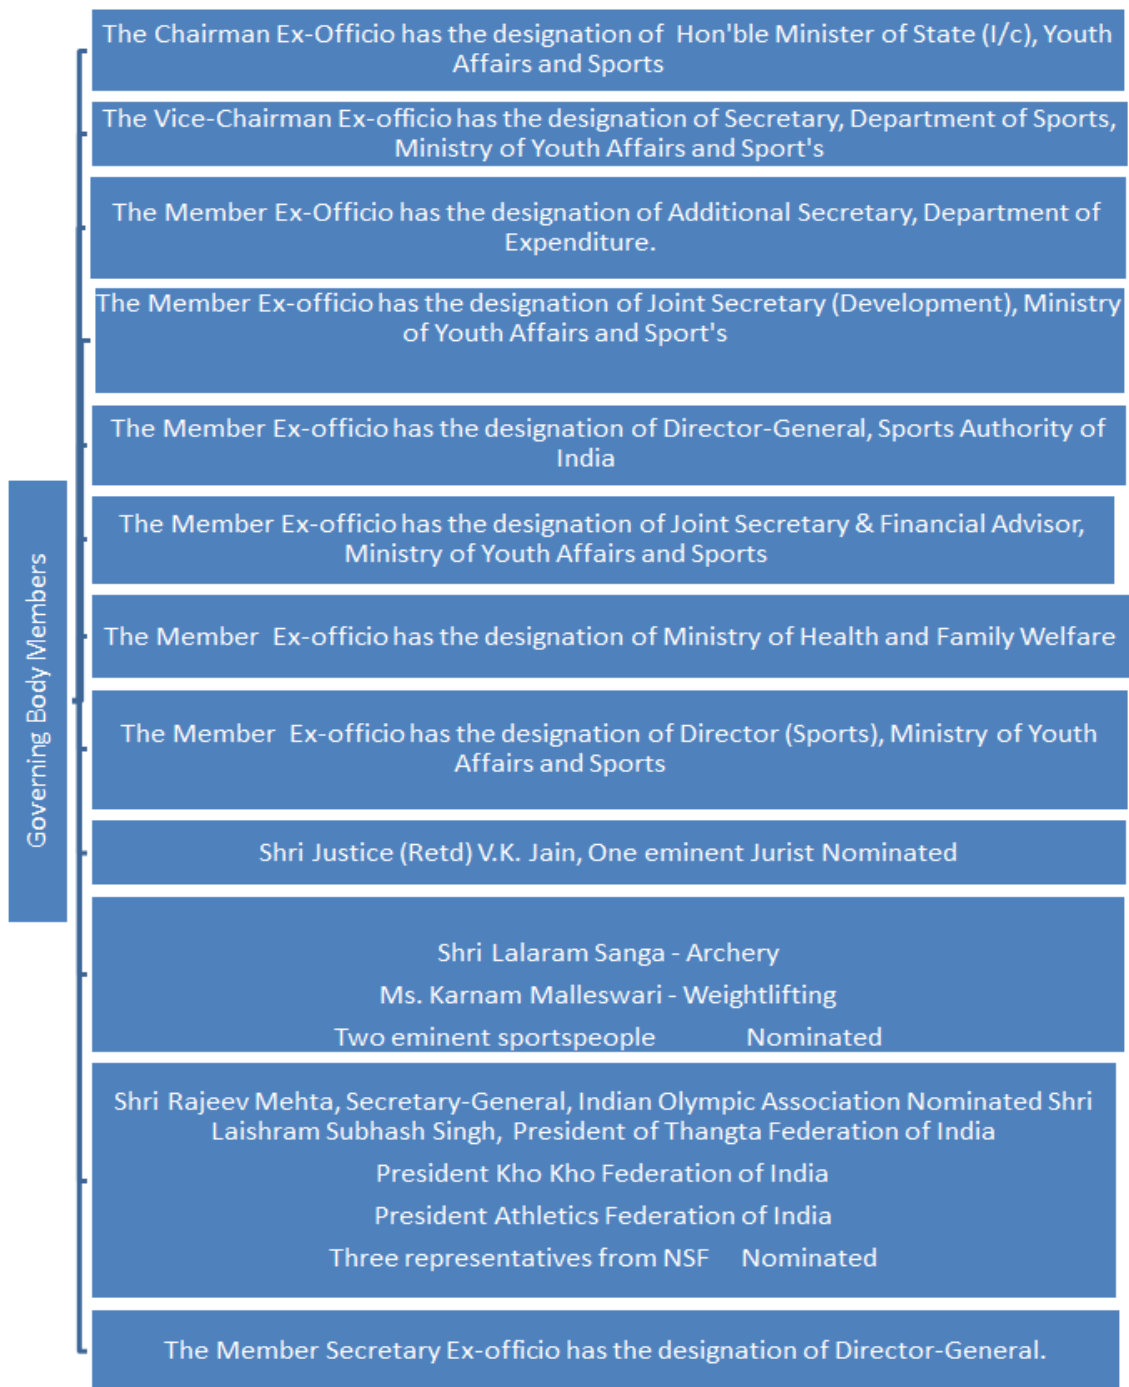 The Chairman Ex-Officio has the designation of Hon'ble Minister of State (I/c), Youth
Affairs and Sports
The Vice-Chairman Ex-officio has the designation of Secretary, Department of Sports,
Ministry of Youth Affairs and Sport's
The Member Ex-Officio has the designation of Additional Secretary, Department of
Expenditure.
The Member Ex-officio has the designation of Joint Secretary (Development), Ministry
of Youth Affairs and Sport's
The Member Ex-officio has the designation of Director-General, Sports Authority of
India
The Member Ex-officio has the designation of Joint Secretary & Financial Advisor,
Ministry of Youth Affairs and Sports
Governing Body Members
The Member Ex-officio has the designation of Ministry of Health and Family Welfare
The Member Ex-officio has the designation of Director (Sports), Ministry of Youth
Affairs and Sports
Shri Justice (Retd) V.K. Jain, One eminent Jurist Nominated
Shri Lalaram Sanga - Archery
Ms. Karnam Malleswari - Weightlifting
Two eminent sportspeople Nominated
Shri Rajeev Mehta, Secretary-General, Indian Olympic Association Nominated Shri
Laishram Subhash Singh, President of Thangta Federation of India
President Kho Kho Federation of India
President Athletics Federation of India
Three representatives from NSF Nominated
The Member Secretary Ex-officio has the designation of Director-General.